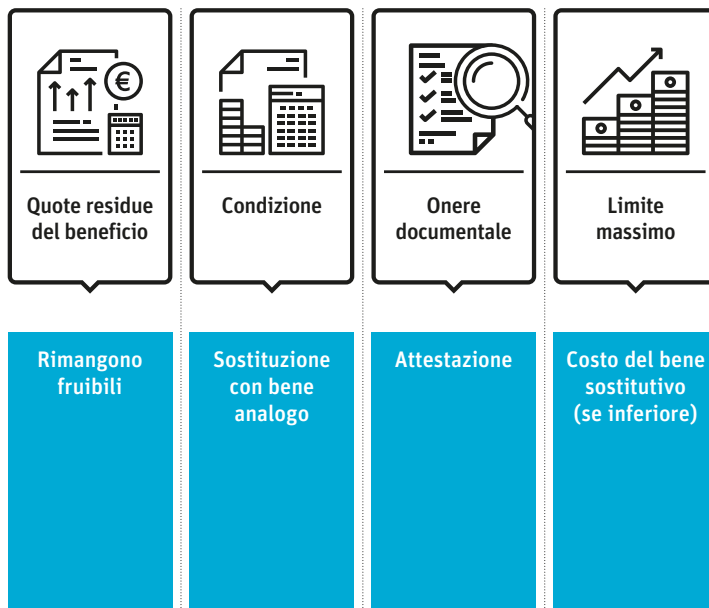 €
Quote residue
del beneficio
Condizione
Onere
documentale
Limite
massimo
Rimangono
fruibili
Sostituzione
con bene
analogo
Attestazione
Costo del bene
sostitutivo
(se inferiore)